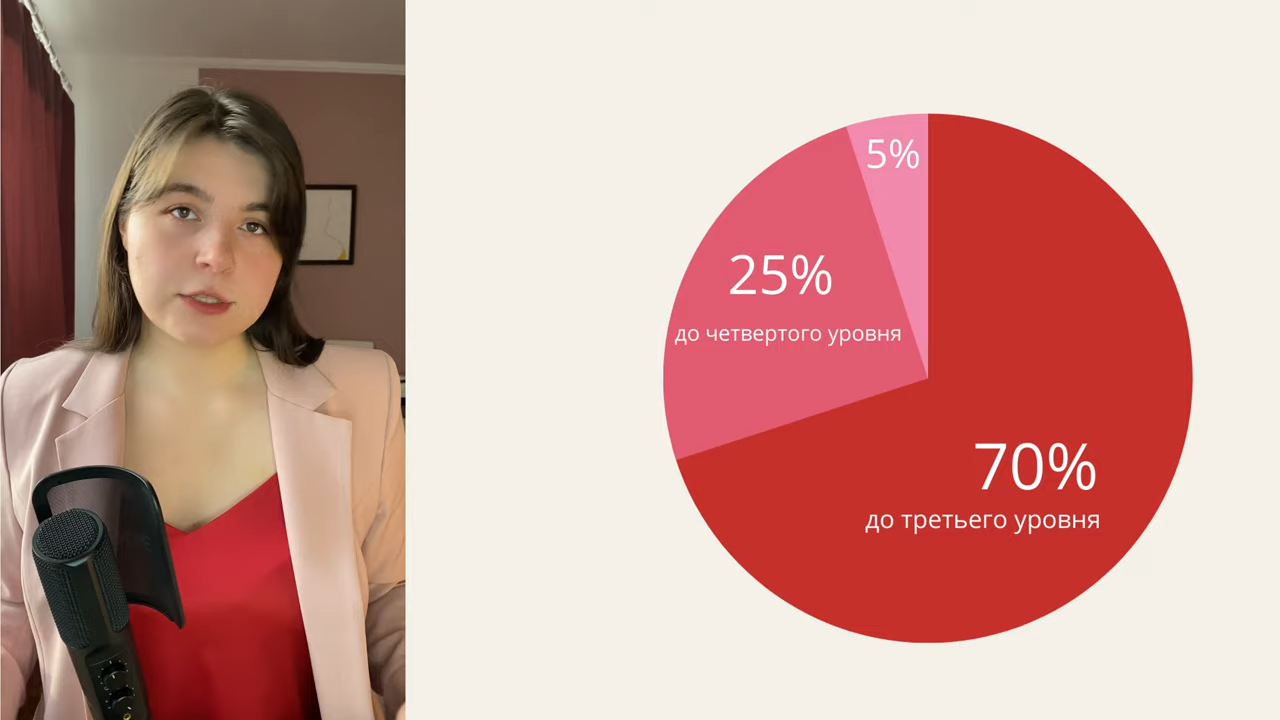 5%
25%
до четвертого уровня
70%
до третьего уровня